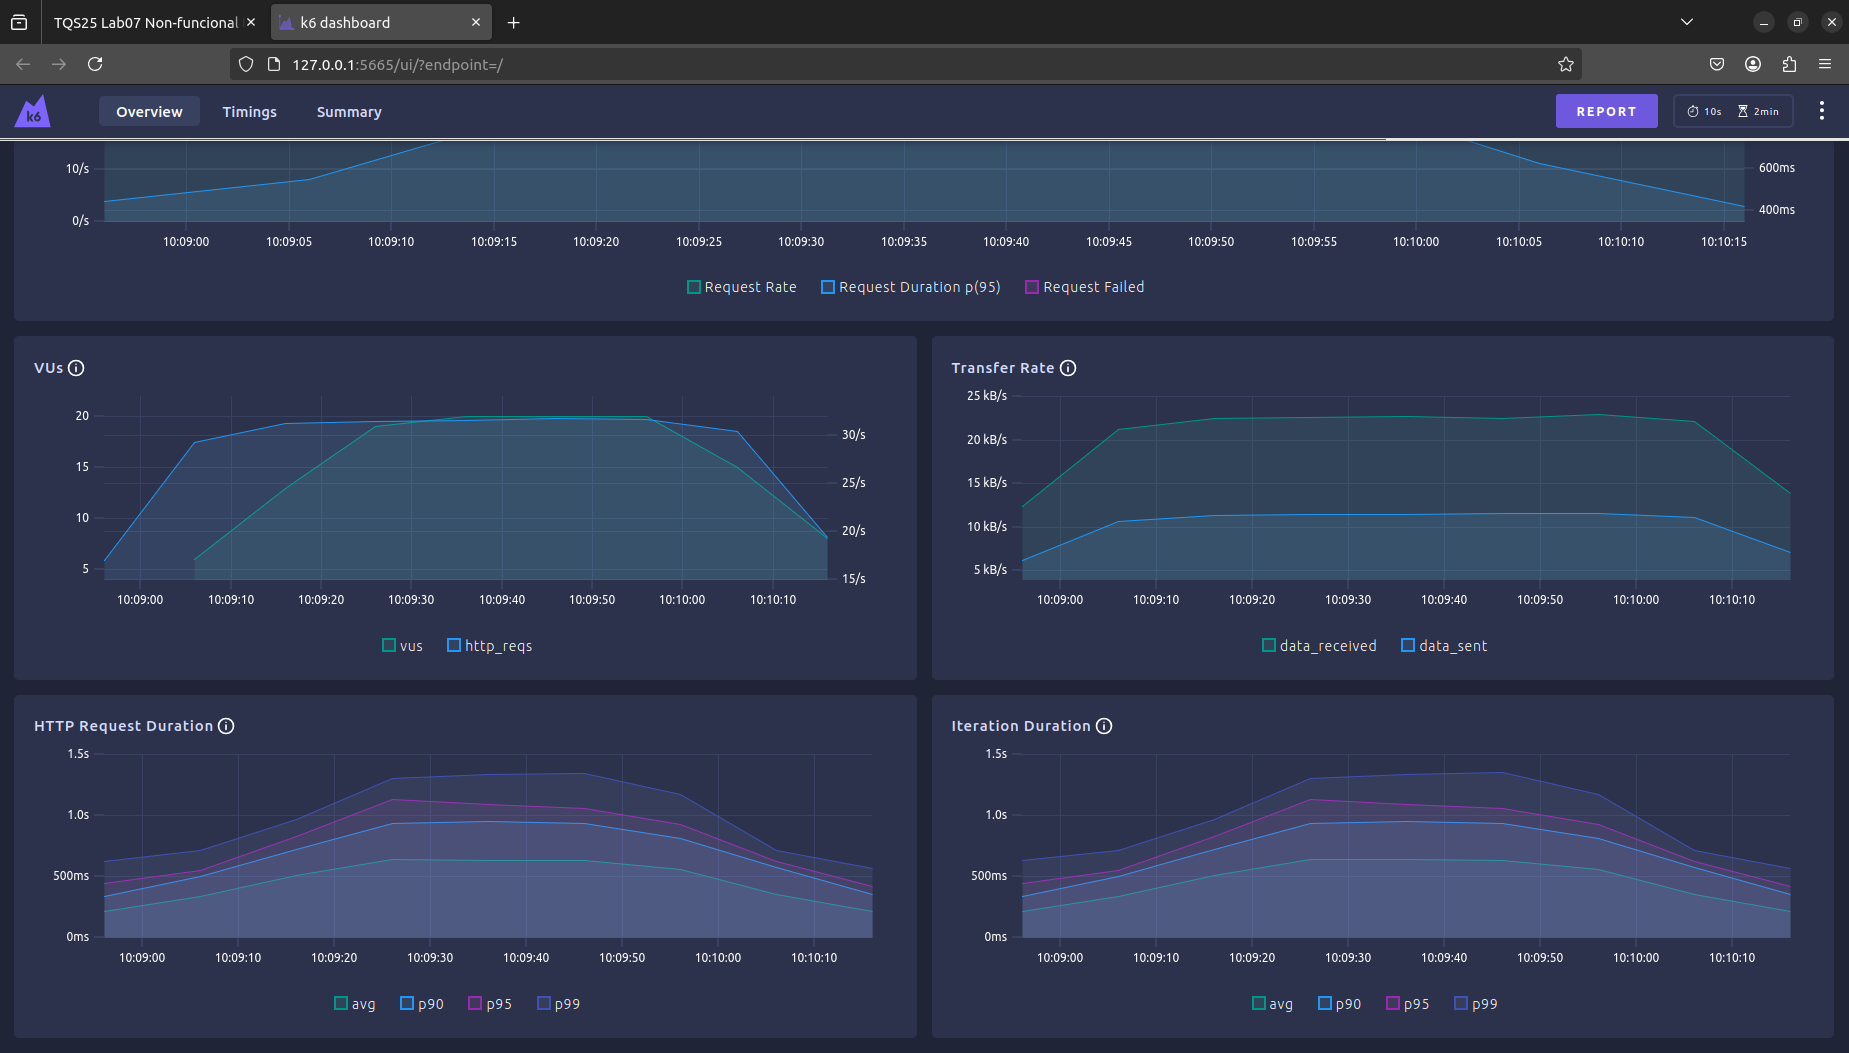 TQS25 Lab07 Non-funcional
k6 dashboard
127.0.0.1:5665/ui/?endpoint=/
k6
Overview
Timings
Summary
REPORT
10s
2min
10/s
0/s
600ms
400ms
10:09:00 10:09:05 10:09:10 10:09:15 10:09:20 10:09:25 10:09:30 10:09:35 10:09:40 10:09:45 10:09:50 10:09:55 10:10:00 10:10:05 10:10:10 10:10:15
Request Rate Request Duration p(95) Request Failed
VUs
20
15
10
5
30/s
25/s
20/s
15/s
10:09:00 10:09:10 10:09:20 10:09:30 10:09:40 10:09:50 10:10:00 10:10:10
vus http_reqs
Transfer Rate
25 kB/s
20 kB/s
15 kB/s
10 kB/s
5 kB/s
10:09:00 10:09:10 10:09:20 10:09:30 10:09:40 10:09:50 10:10:00 10:10:10
data_received data_sent
HTTP Request Duration
1.5s
1.0s
500ms
0ms
10:09:00 10:09:10 10:09:20 10:09:30 10:09:40 10:09:50 10:10:00 10:10:10
avg p90 p95 p99
Iteration Duration
1.5s
1.0s
500ms
0ms
10:09:00 10:09:10 10:09:20 10:09:30 10:09:40 10:09:50 10:10:00 10:10:10
avg p90 p95 p99